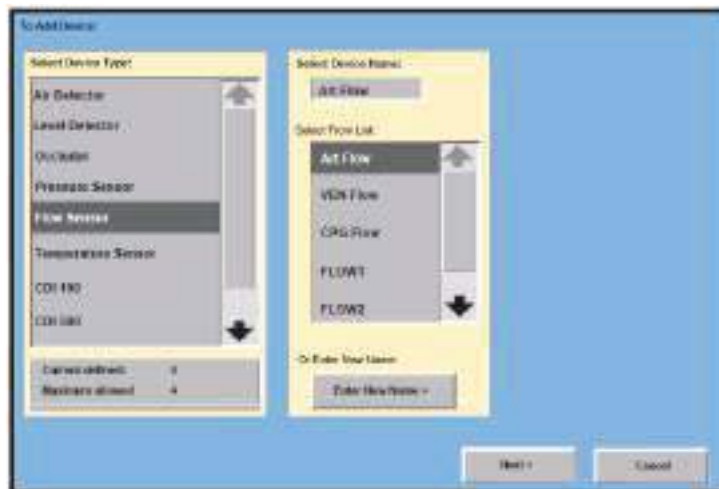 To Add Device:
Select Device Type:
Air Detector
Level Detector
Occluder
Pressure Sensor
Flow Sensor
Temperature Sensor
CDI 100
CDI 500
Current defined:
Maximum allowed: 4
Select Device Name:
Art Flow
Select From List:
Art Flow
VEN Flow
CPG Flow
FLOW1
FLOW2
Or Enter New Name:
Enter New Name >
Next >
Cancel